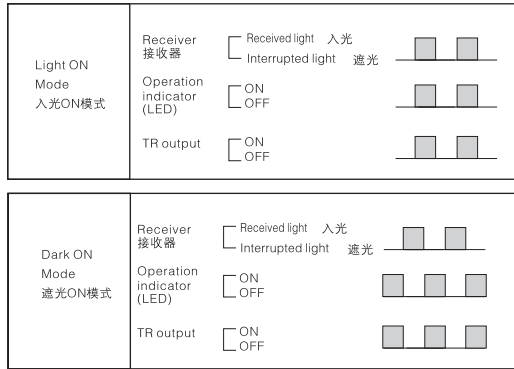 Light ON
Mode
入光ON模式
Receiver
接收器
Received light 入光
Interrupted light 遮光
Operation
indicator
(LED)
ON
OFF
TR output
ON
OFF
Dark ON
Mode
遮光ON模式
Receiver
接收器
Received light 入光
Interrupted light 遮光
Operation
indicator
(LED)
ON
OFF
TR output
ON
OFF